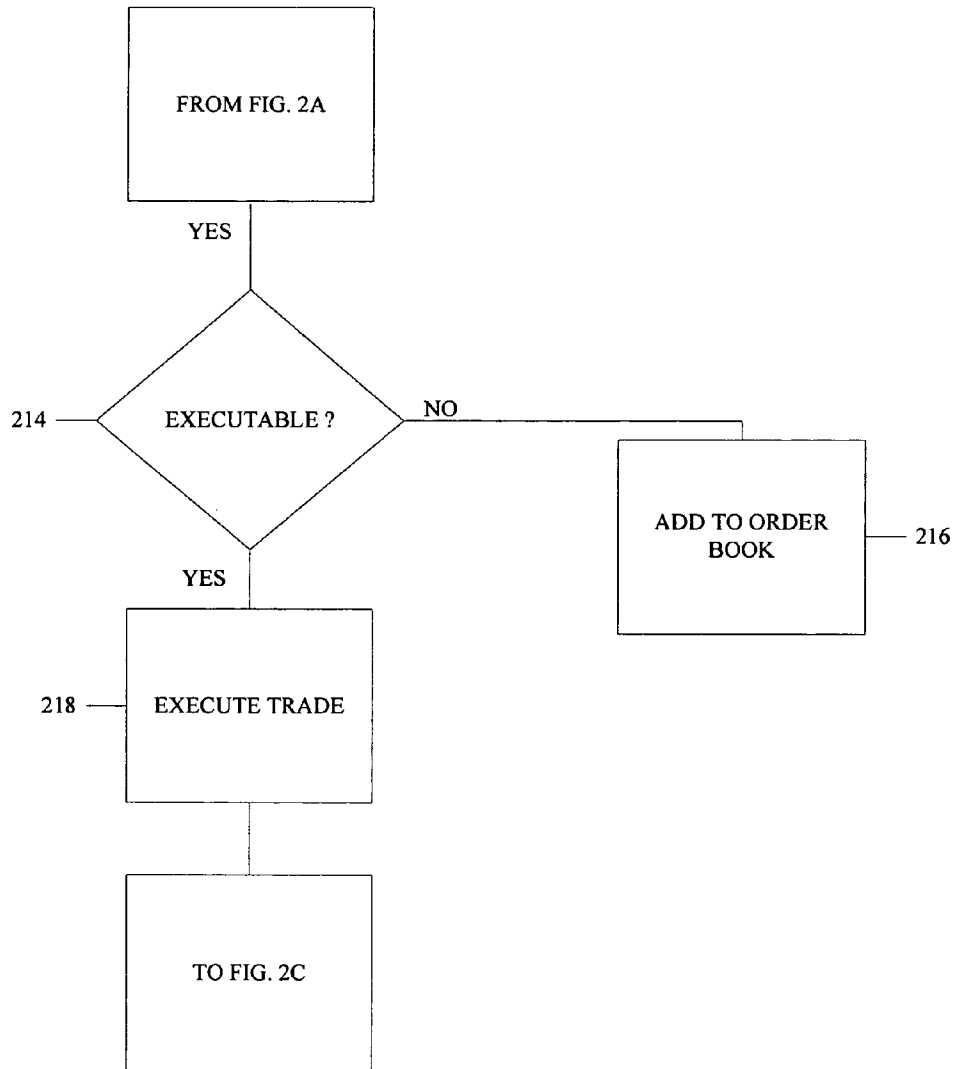 FROM FIG. 2A
YES
214
EXECUTABLE ?
NO
ADD TO ORDER
BOOK
216
YES
218
EXECUTE TRADE
TO FIG. 2C